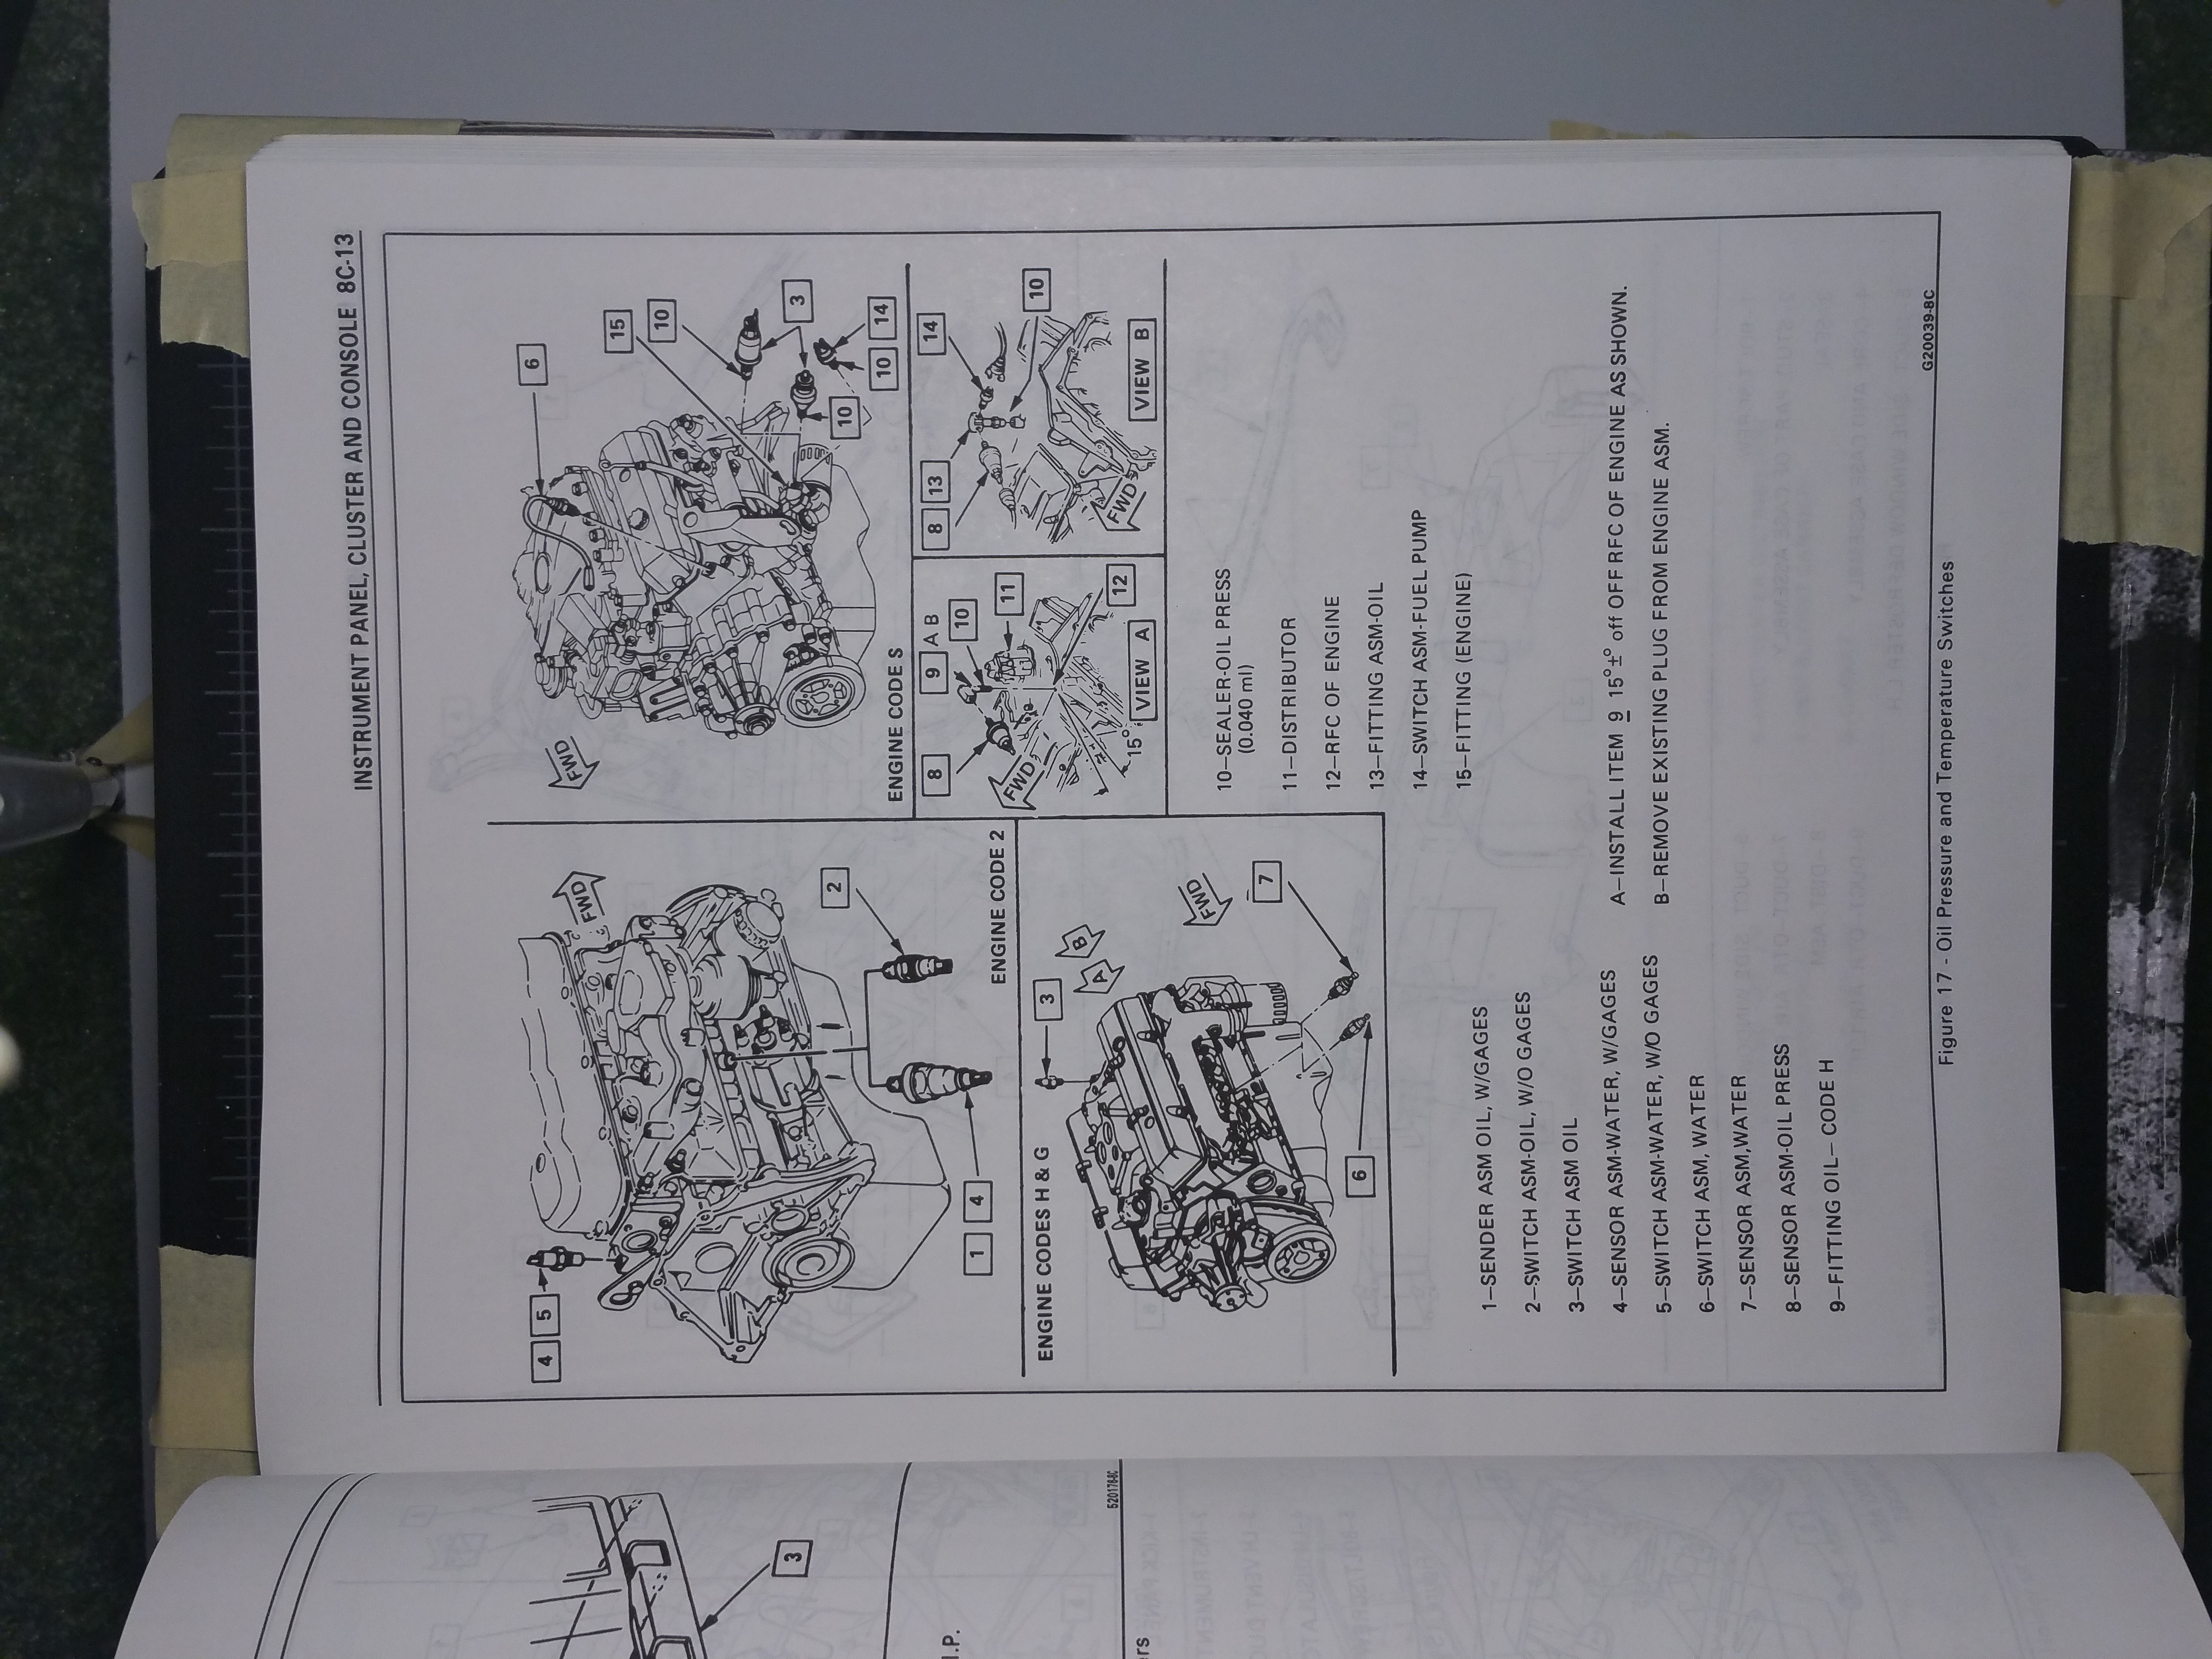 INSTRUMENT PANEL, CLUSTER AND CONSOLE 8C-13
4 5
FWD
2
1 4
ENGINE CODE 2
FWD
6
15
10
3
14
10
10
ENGINE CODE S
ENGINE CODES H & G
3
A
B
FWD
7
6
9 A B
10
11
8
12
FWD
15°
VIEW A
14
10
8 13
FWD
VIEW B
1–SENDER ASM OIL, W/GAGES
2–SWITCH ASM-OIL, W/O GAGES
3–SWITCH ASM OIL
4–SENSOR ASM-WATER, W/GAGES
5–SWITCH ASM-WATER, W/O GAGES
6–SWITCH ASM, WATER
7–SENSOR ASM,WATER
8–SENSOR ASM-OIL PRESS
9–FITTING OIL– CODE H
10–SEALER-OIL PRESS
(0.040 ml)
11–DISTRIBUTOR
12–RFC OF ENGINE
13–FITTING ASM-OIL
14–SWITCH ASM-FUEL PUMP
15–FITTING (ENGINE)
A–INSTALL ITEM 9 15°±° off OFF RFC OF ENGINE AS SHOWN.
B–REMOVE EXISTING PLUG FROM ENGINE ASM.
G20039-8C
Figure 17 - Oil Pressure and Temperature Switches
3
I.P.
520178-8C
ers